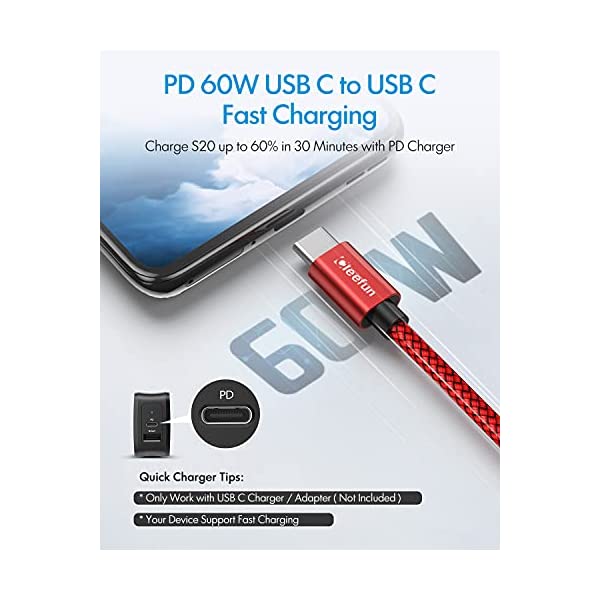 PD 60W USB C to USB C
Fast Charging
Charge S20 up to 60% in 30 Minutes with PD Charger
60W
Cleefun
PD
Quick Charger Tips:
* Only Work with USB C Charger / Adapter ( Not Included )
* Your Device Support Fast Charging